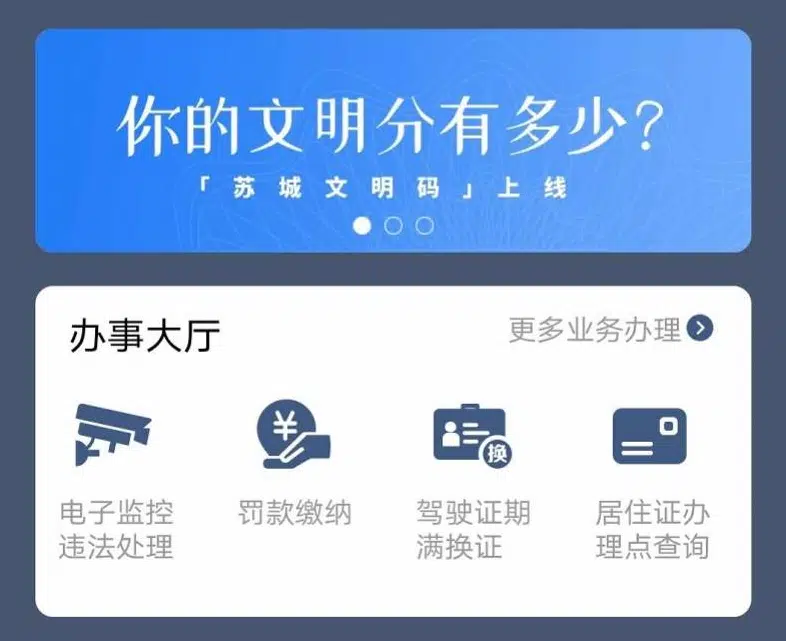 你的文明分有多少?
「苏城文明码」上线
办事大厅
更多业务办理
¥
换
电子监控
违法处理
罚款缴纳
驾驶证期
满换证
居住证办
理点查询